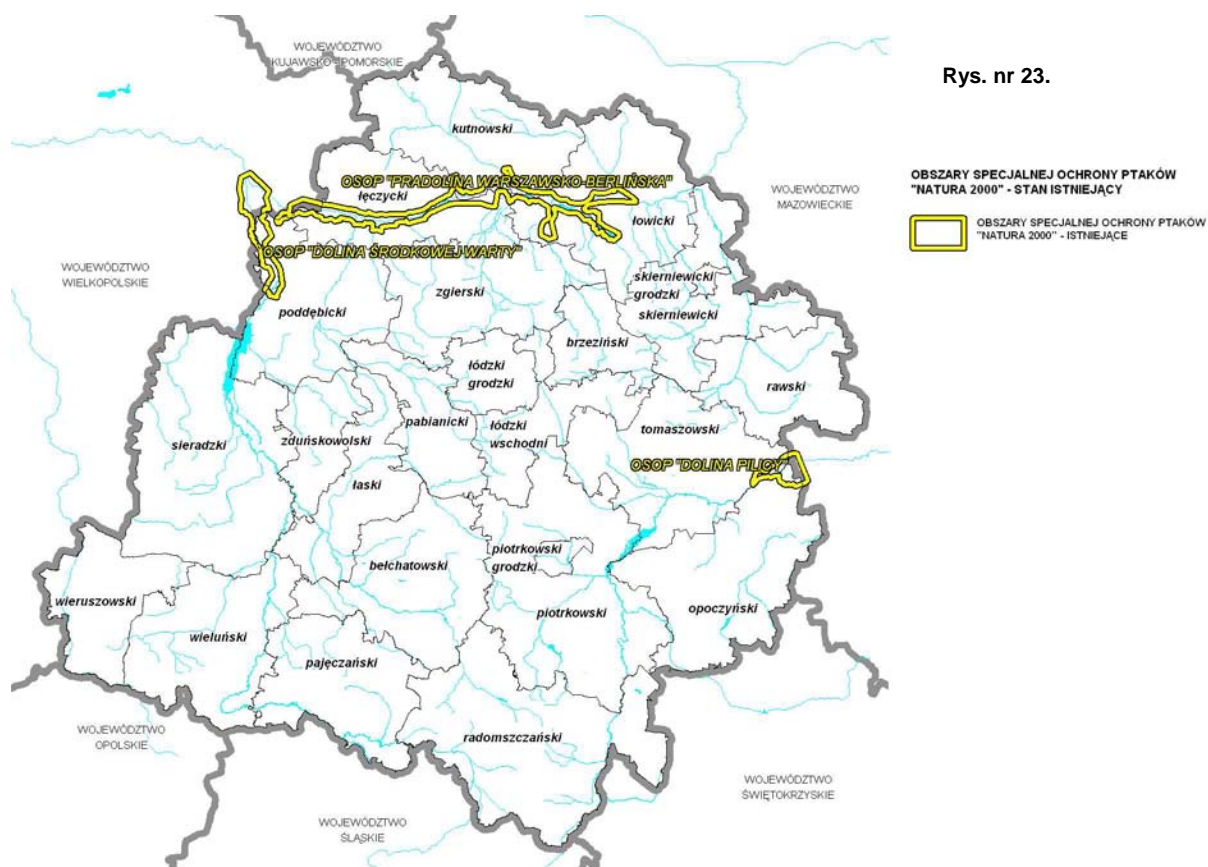 WOJEWÓDZTWO
KUJAWSKO - POMORSKIE
Rys. nr 23.
kutnowski
OBSZARY SPECJALNEJ OCHRONY PTAKÓW
"NATURA 2000" - STAN ISTNIEJĄCY
OSOP "PRADOLINA WARSZAWSKO-BERLIŃSKA"
łęczycki
WOJEWÓDZTWO
MAZOWIECKIE
OBSZARY SPECJALNEJ OCHRONY PTAKÓW
"NATURA 2000" - ISTNIEJĄCE
łowicki
OSOP "DOLINA ŚRODKOWEJ WARTY"
WOJEWÓDZTWO
WIELKOPOLSKIE
zgierski
skierniewicki
grodzki
skierniewicki
poddębicki
brzeziński
łódzki
grodzki
rawski
pabianicki
łódzki
wschodni
tomaszowski
sieradzki
zduńskowolski
OSOP "DOLINA PILICY"
łaski
piotrkowski
grodzki
bełchatowski
wieruszowski
piotrkowski
opoczyński
wieluński
pajęczański
WOJEWÓDZTWO
OPOLSKIE
radomszczański
WOJEWÓDZTWO
ŚWIĘTOKRZYSKIE
WOJEWÓDZTWO
ŚLĄSKIE